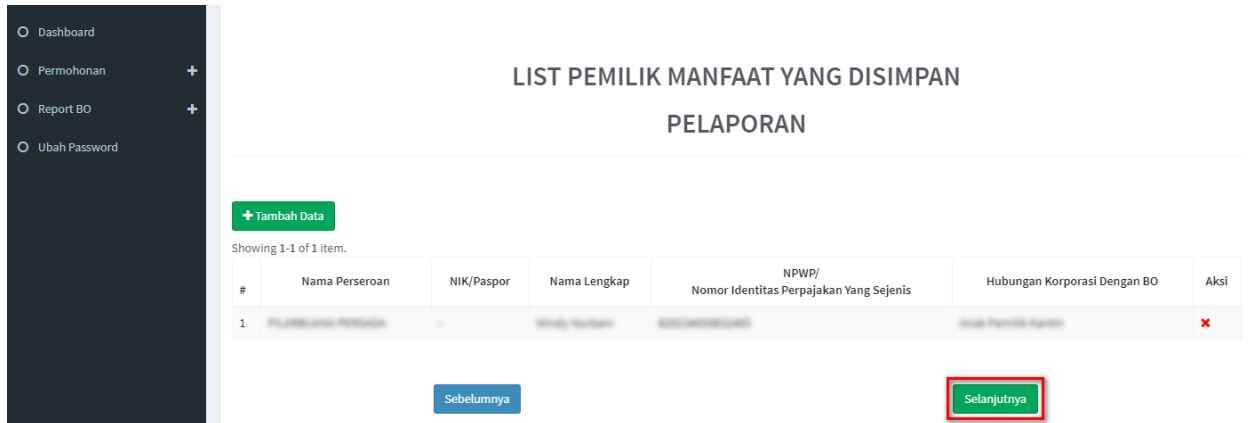 Dashboard
Permohonan +
Report BO +
Ubah Password
LIST PEMILIK MANFAAT YANG DISIMPAN
PELAPORAN
+ Tambah Data
Showing 1-1 of 1 item.
# Nama Perseroan NIK/Paspor Nama Lengkap NPWP/ Hubungan Korporasi Dengan BO Aksi
Nomor Identitas Perpajakan Yang Sejenis
1 -
Sebelumnya Selanjutnya